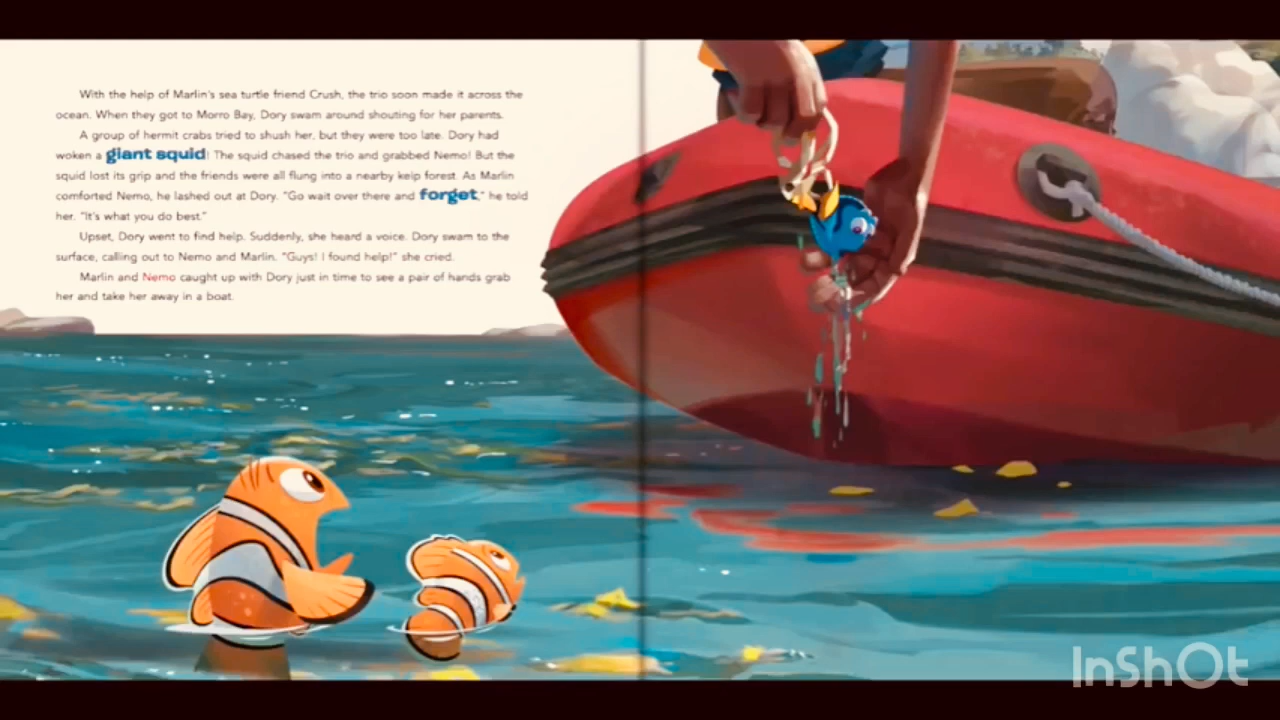 With the help of Marlin's sea turtle friend Crush, the trio soon made it across the
ocean. When they got to Morro Bay, Dory swam around shouting for her parents.
A group of hermit crabs tried to shush her, but they were too late. Dory had
woken a giant squid! The squid chased the trio and grabbed Nemo! But the
squid lost its grip and the friends were all flung into a nearby kelp forest. As Marlin
comforted Nemo, he lashed out at Dory. "Go wait over there and forget," he told
her. "It's what you do best."
Upset, Dory went to find help. Suddenly, she heard a voice. Dory swam to the
surface, calling out to Nemo and Marlin. "Guys! I found help!" she cried.
Marlin and Nemo caught up with Dory just in time to see a pair of hands grab
her and take her away in a boat.
InShOt